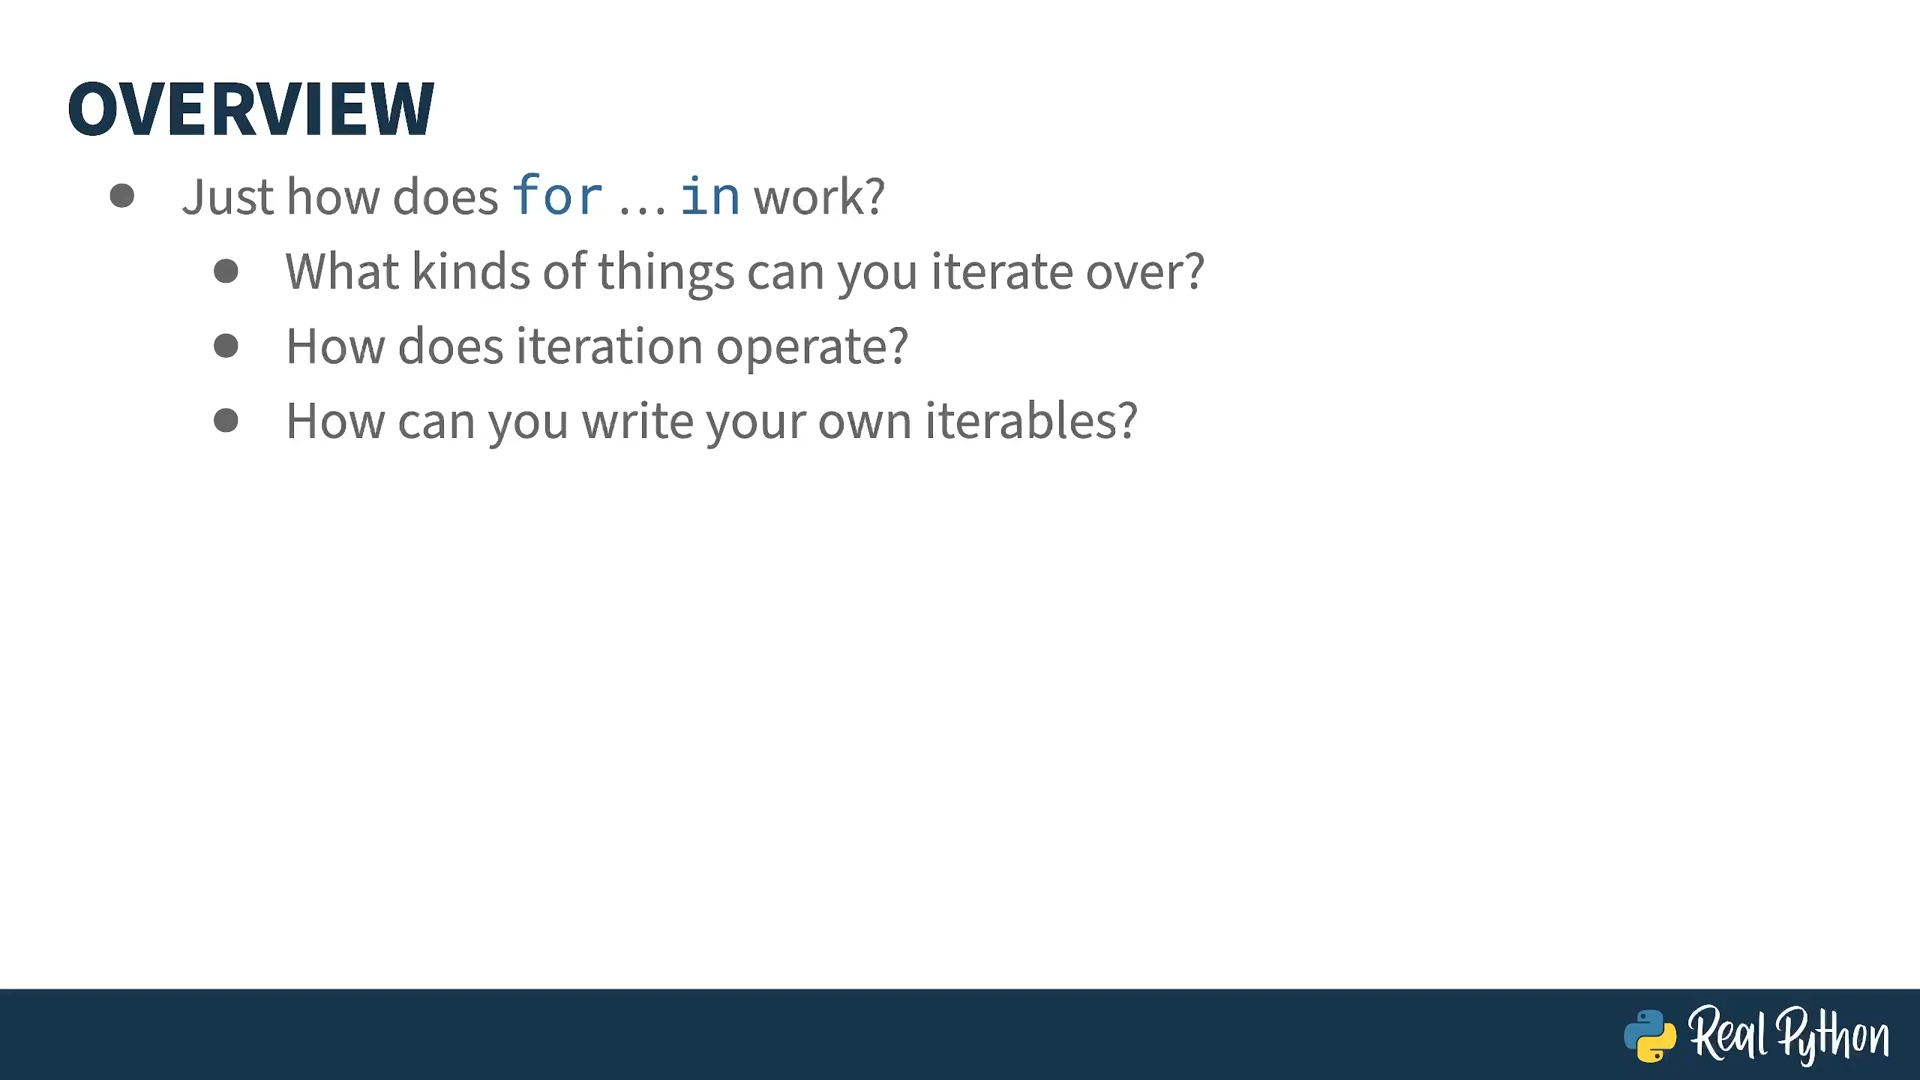 OVERVIEW
● Just how does for … in work?
● What kinds of things can you iterate over?
● How does iteration operate?
● How can you write your own iterables?
Real Python